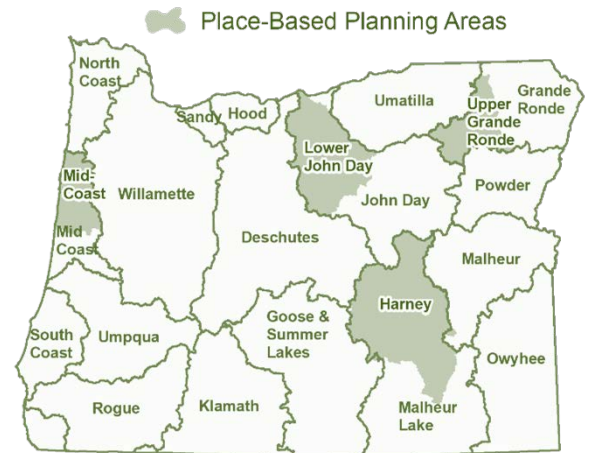 Place-Based Planning Areas
North
Coast
Sandy
Hood
Umatilla
Grande
Ronde
Upper
Grande
Ronde
Lower
John Day
Mid-
Coast
Willamette
John Day
Powder
Mid
Coast
Deschutes
Malheur
Harney
South
Coast
Umpqua
Goose &
Summer
Lakes
Owyhee
Rogue
Klamath
Malheur
Lake